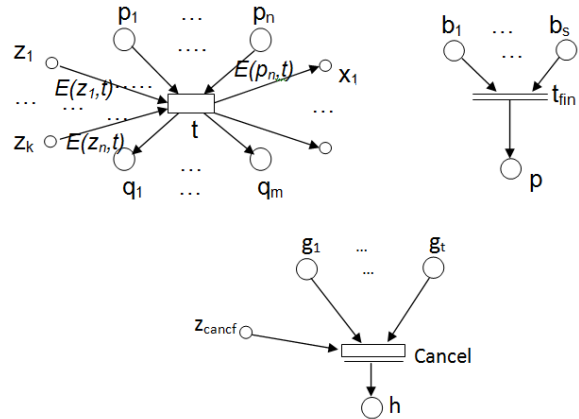 p1 … pn
….
z1 E(z1,t) …… E(pn,t) x1
… … … …
zk E(zn,t) t
q1 … qm
…
b1 … bs
…
tfin
p
g1 … gt
…
zcancf
Cancel
h